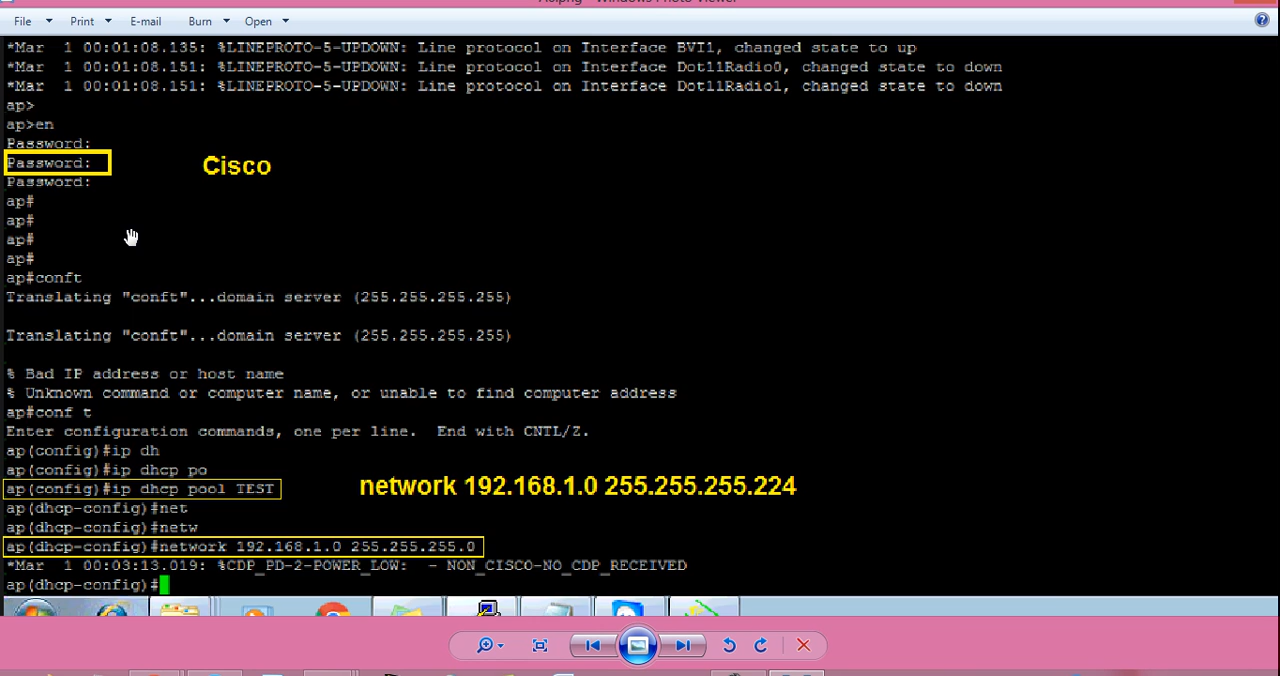 File Print E-mail Burn Open
*Mar 1 00:01:08.135: %LINEPROTO-5-UPDOWN: Line protocol on Interface BVI1, changed state to up
*Mar 1 00:01:08.151: %LINEPROTO-5-UPDOWN: Line protocol on Interface Dot11Radio0, changed state to down
*Mar 1 00:01:08.151: %LINEPROTO-5-UPDOWN: Line protocol on Interface Dot11Radio1, changed state to down
ap>
ap>en
Password:
Password: Cisco
Password:
ap#
ap#
ap#
ap#
ap#conft
Translating "conft"...domain server (255.255.255.255)
Translating "conft"...domain server (255.255.255.255)
% Bad IP address or host name
% Unknown command or computer name, or unable to find computer address
ap#conf t
Enter configuration commands, one per line. End with CNTL/Z.
ap(config)#ip dh
ap(config)#ip dhcp po
ap(config)#ip dhcp pool TEST network 192.168.1.0 255.255.255.224
ap(dhcp-config)#net
ap(dhcp-config)#netw
ap(dhcp-config)#network 192.168.1.0 255.255.255.0
*Mar 1 00:03:13.019: %CDP_PD-2-POWER_LOW: - NON_CISCO-NO_CDP_RECEIVED
ap(dhcp-config)#